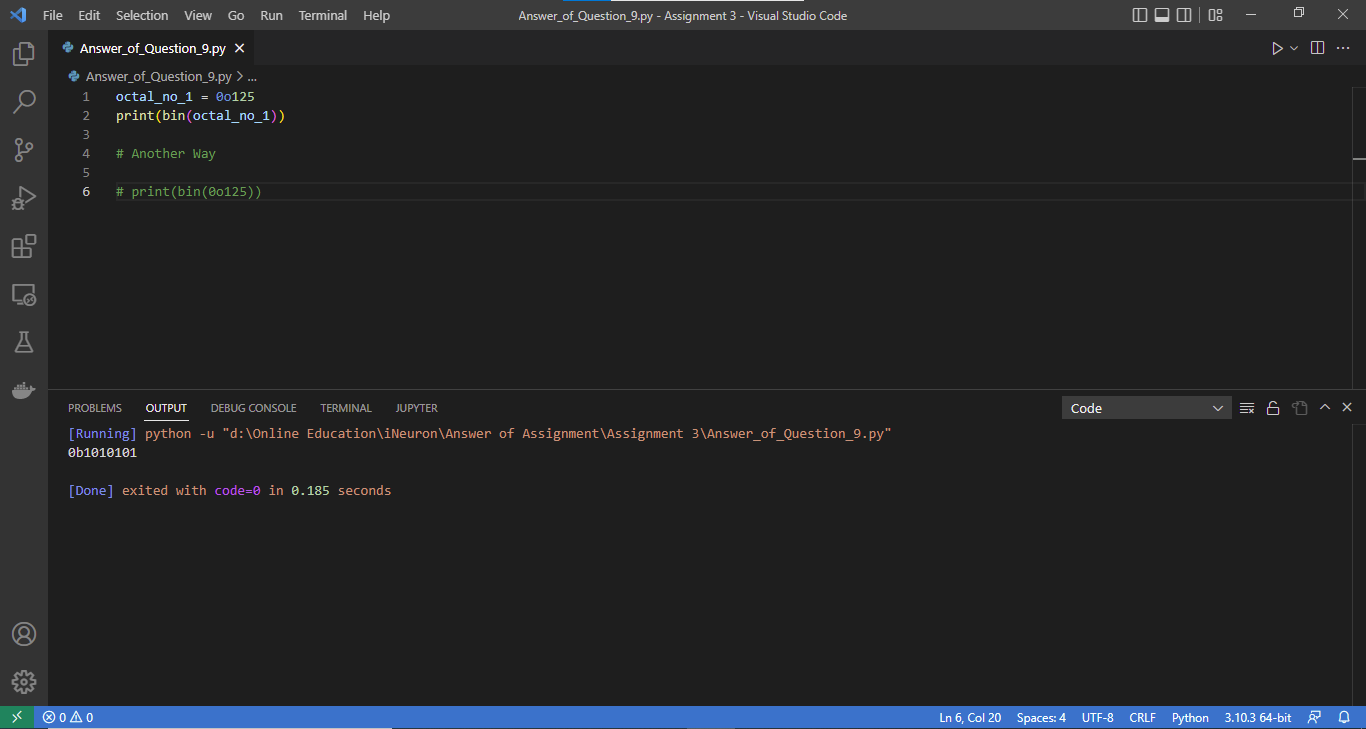 File Edit Selection View Go Run Terminal Help Answer_of_Question_9.py - Assignment 3 - Visual Studio Code
Answer_of_Question_9.py
Answer_of_Question_9.py > ...
1 octal_no_1 = 0o125
2 print(bin(octal_no_1))
3
4 # Another Way
5
6 # print(bin(0o125))
PROBLEMS OUTPUT DEBUG CONSOLE TERMINAL JUPYTER Code
[Running] python -u "d:\Online Education\iNeuron\Answer of Assignment\Assignment 3\Answer_of_Question_9.py"
0b1010101
[Done] exited with code=0 in 0.185 seconds
0 0 Ln 6, Col 20 Spaces: 4 UTF-8 CRLF Python 3.10.3 64-bit